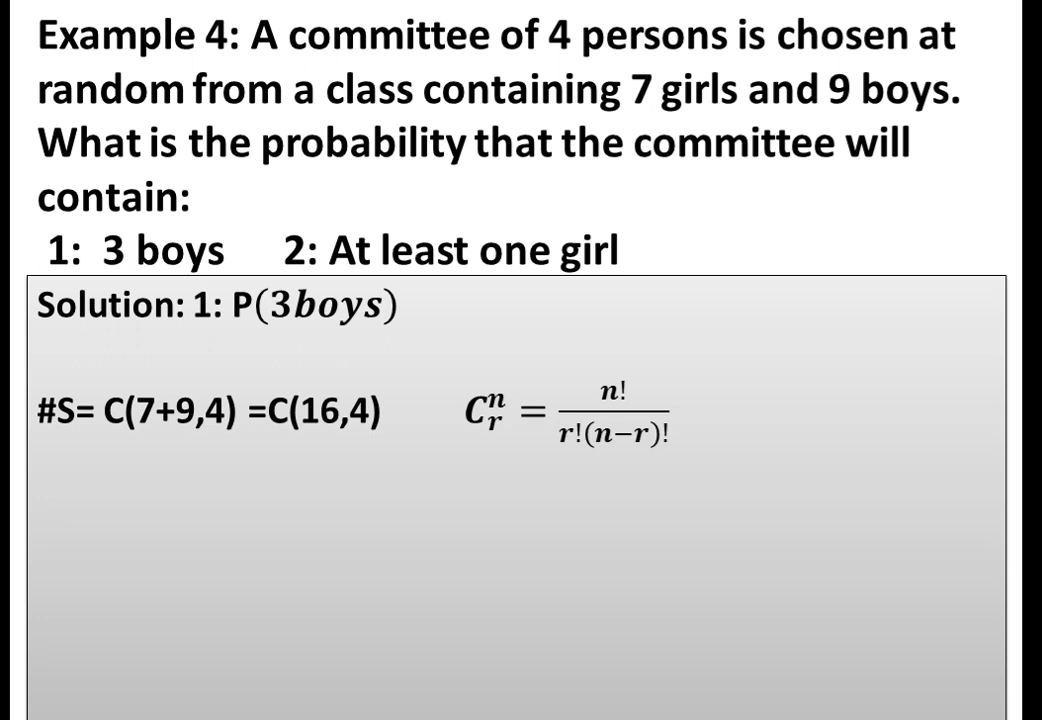 Example 4: A committee of 4 persons is chosen at
random from a class containing 7 girls and 9 boys.
What is the probability that the committee will
contain:
1: 3 boys 2: At least one girl
Solution: 1: P(3boys)
#S= C(7+9,4) =C(16,4) C^n_r = n!/(r!(n−r)!)